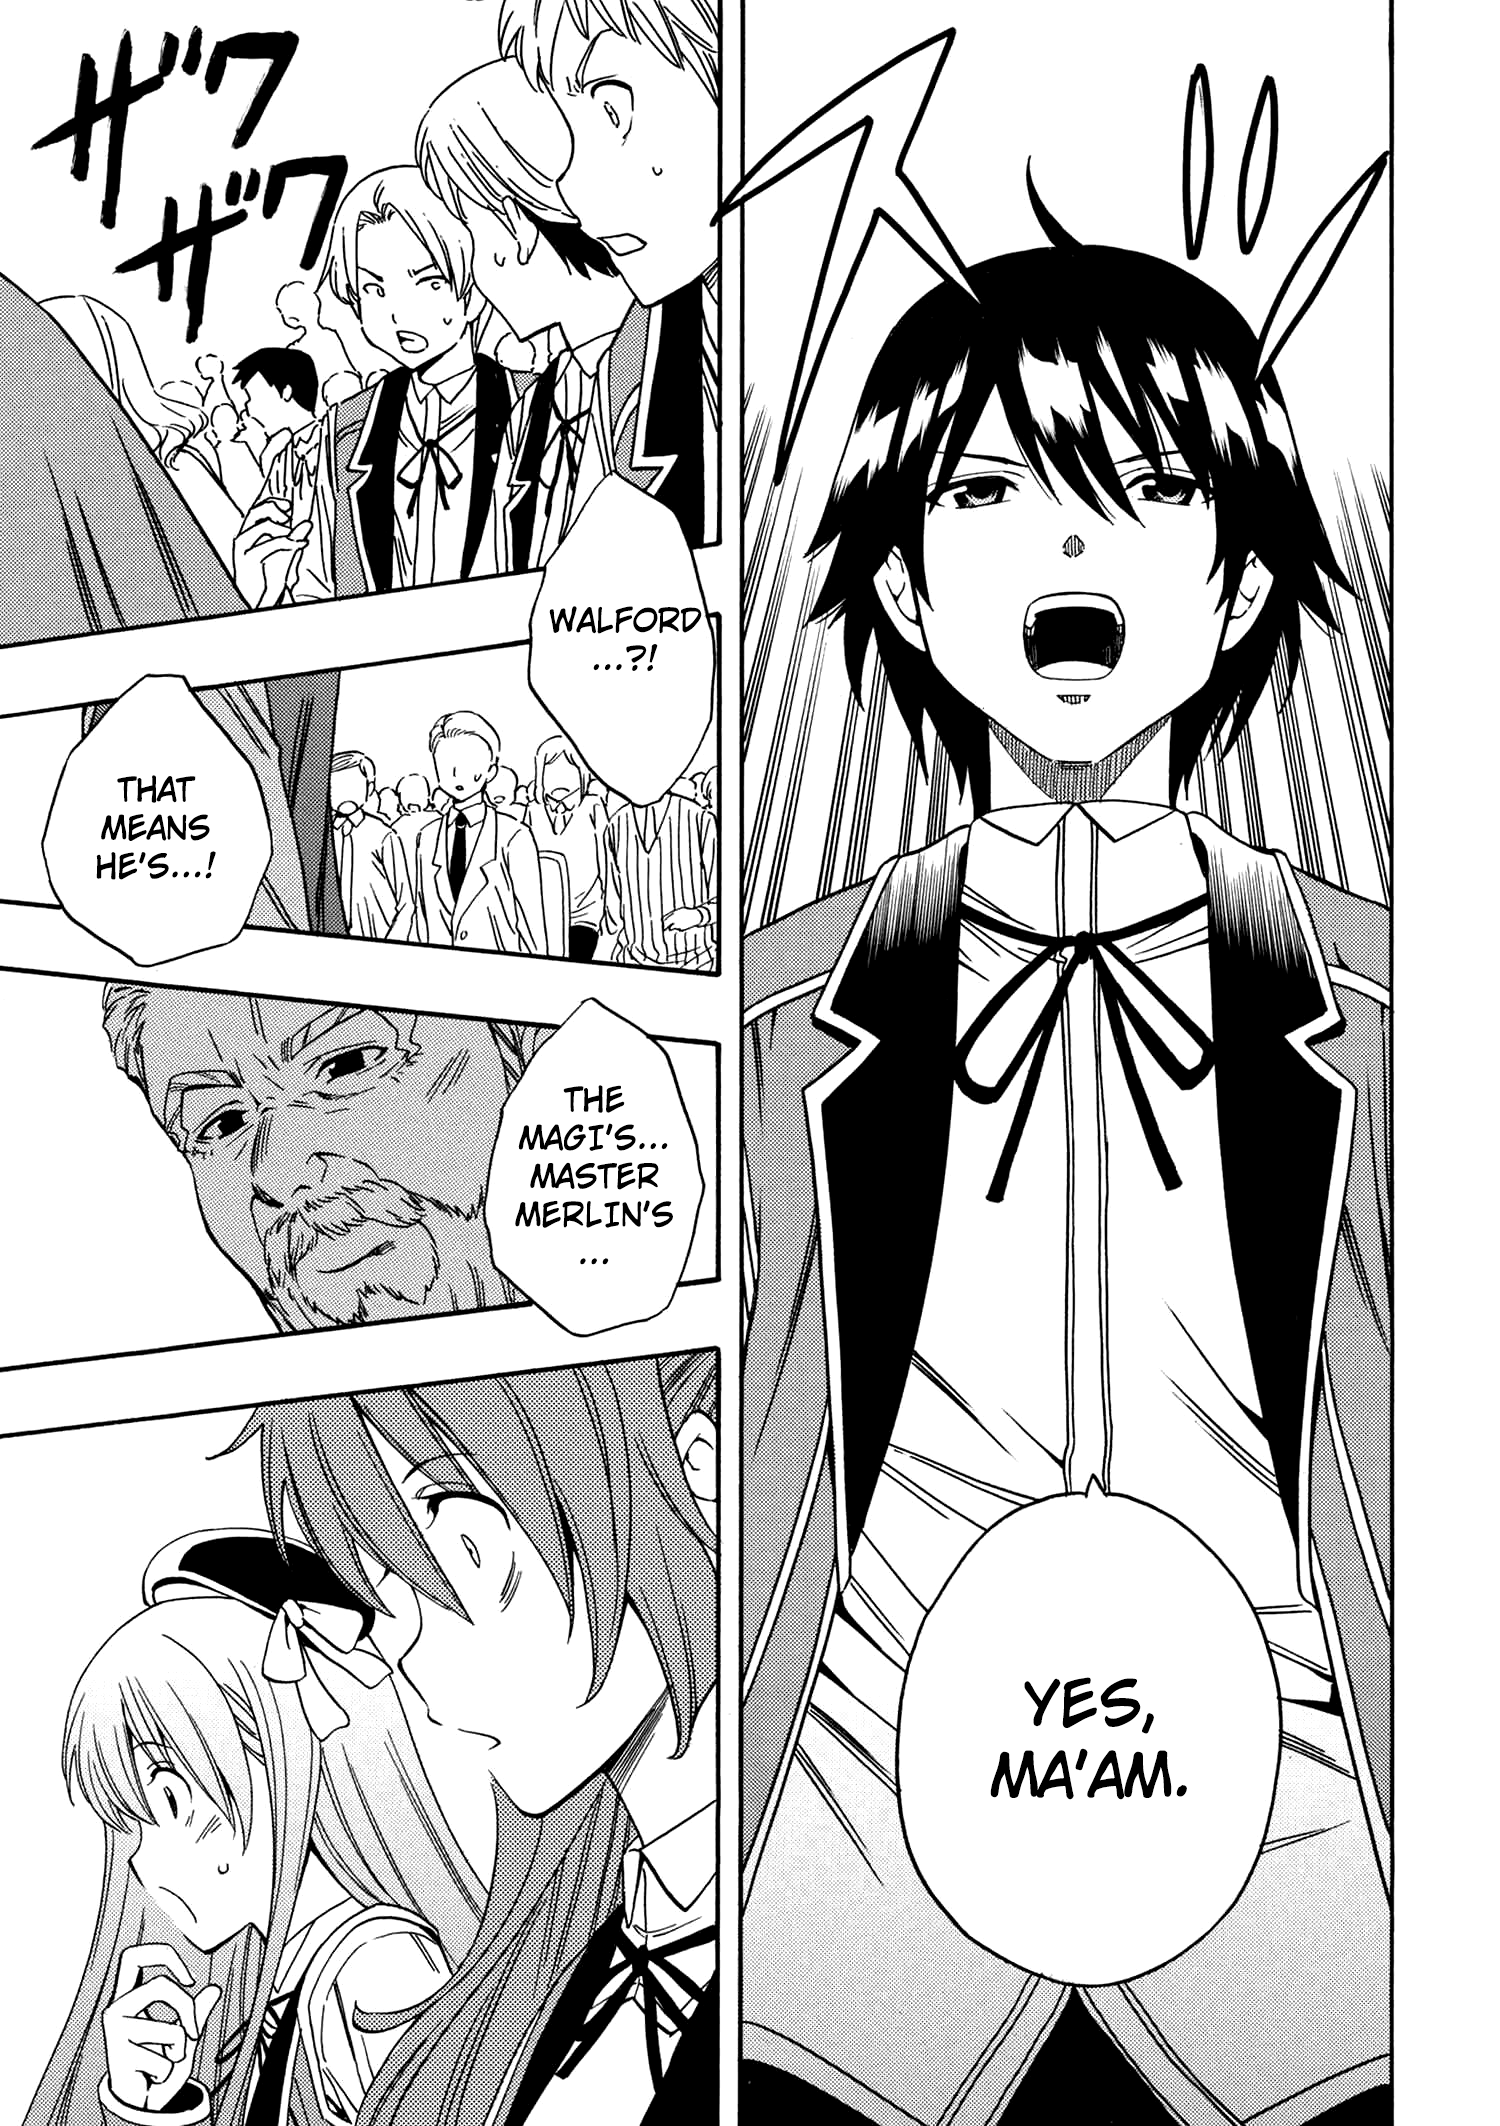 YES,
MA'AM.
ザワ
ザワ
WALFORD
...?!
THAT
MEANS
HE'S...!
THE
MAGI'S...
MASTER
MERLIN'S
...